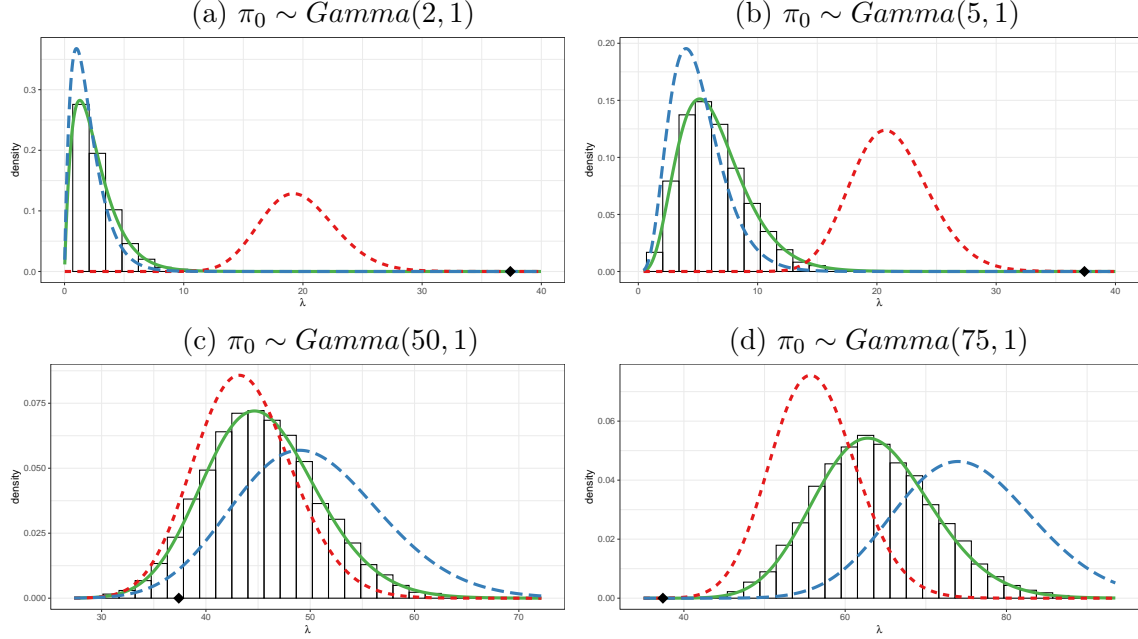 (a) π₀ ∼ Gamma(2, 1)
(b) π₀ ∼ Gamma(5, 1)
density
0.3
0.2
0.1
0.0
0 10 20 30 40
λ
density
0.20
0.15
0.10
0.05
0.00
0 10 20 30 40
λ
(c) π₀ ∼ Gamma(50, 1)
(d) π₀ ∼ Gamma(75, 1)
density
0.075
0.050
0.025
0.000
30 40 50 60 70
λ
density
0.06
0.04
0.02
0.00
40 60 80
λ